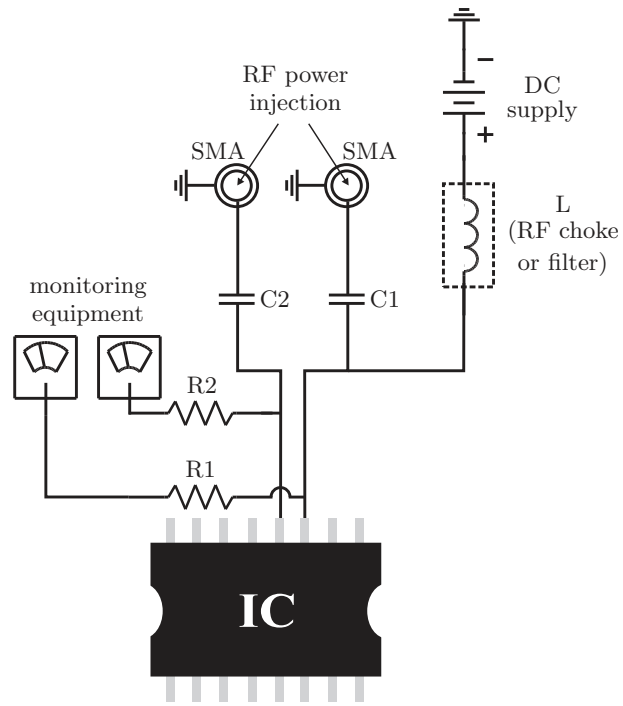 RF power
injection
SMA
SMA
−
DC
supply
+
L
(RF choke
or filter)
C2
C1
monitoring
equipment
R2
R1
IC